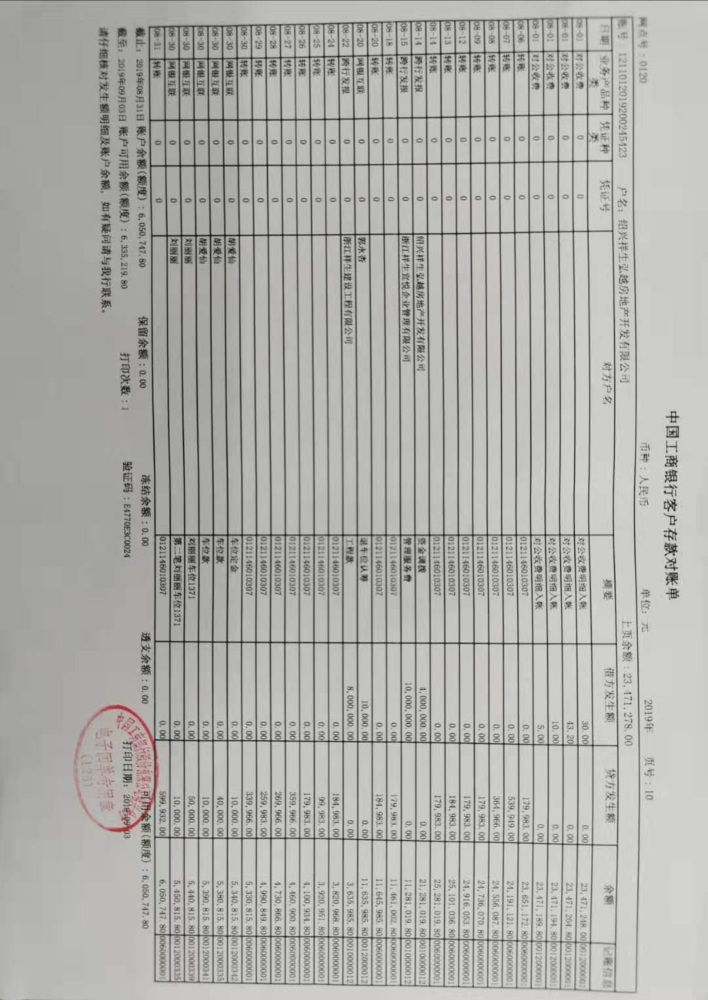 中国工商银行客户存款对账单
网点号：0120 币种：人民币 单位：元 2019年 页号：10
账号：1211012019200245423 户名：绍兴祥生弘越房地产开发有限公司 上页余额：23,471,278.00
日期 业务产品种类 凭证种类 凭证号 对方户名 摘要 借方发生额 贷方发生额 余额 记账信息
08-01 对公收费 0 0 对公收费明细入帐 30.00 0.00 23,471,248.00 0012000001
08-01 对公收费 0 0 对公收费明细入帐 43.20 0.00 23,471,204.80 0012000001
08-01 对公收费 0 0 对公收费明细入帐 10.00 0.00 23,471,194.80 0012000001
08-01 对公收费 0 0 对公收费明细入帐 5.00 0.00 23,471,189.80 0012000001
08-06 转账 0 0 012114601030​7 0.00 179,983.00 23,651,172.80 0060000001
08-07 转账 0 0 0121146010307 0.00 539,949.00 24,191,121.80 0060000001
08-08 转账 0 0 0121146010307 0.00 364,966.00 24,556,087.80 0060000001
08-09 转账 0 0 0121146010307 0.00 179,983.00 24,736,070.80 0060000001
08-12 转账 0 0 0121146010307 0.00 179,983.00 24,916,053.80 0060000001
08-13 转账 0 0 0121146010307 0.00 184,983.00 25,101,036.80 0060000001
08-14 转账 0 0 0121146010307 0.00 179,983.00 25,281,019.80 0060000001
08-14 跨行发报 0 0 绍兴祥生弘越房地产开发有限公司 资金调拨 4,000,000.00 0.00 21,281,019.80 0010000012
08-15 跨行发报 0 0 浙江祥生宜悦企业管理有限公司 管理服务费 10,000,000.00 0.00 11,281,019.80 0010000012
08-18 转账 0 0 0121146010307 0.00 179,983.00 11,461,002.80 0060000001
08-20 转账 0 0 0121146010307 0.00 184,983.00 11,645,985.80 0060000001
08-20 网银互联 0 0 郭永杏 退车位认筹 10,000.00 0.00 11,635,985.80 0012000012
08-22 跨行发报 0 0 浙江祥生建设工程有限公司 工程款 8,000,000.00 0.00 3,635,985.80 0010000012
08-24 转账 0 0 0121146010307 0.00 184,983.00 3,820,968.80 0060000001
08-25 转账 0 0 0121146010307 0.00 99,983.00 3,920,951.80 0060000001
08-26 转账 0 0 0121146010307 0.00 179,983.00 4,100,934.80 0060000001
08-27 转账 0 0 0121146010307 0.00 359,966.00 4,460,900.80 0060000001
08-28 转账 0 0 0121146010307 0.00 269,966.00 4,730,866.80 0060000001
08-29 转账 0 0 0121146010307 0.00 259,983.00 4,990,849.80 0060000001
08-30 转账 0 0 0121146010307 0.00 339,966.00 5,330,815.80 0060000001
08-30 网银互联 0 0 胡爱仙 车位定金 0.00 10,000.00 5,340,815.80 0012000342
08-30 网银互联 0 0 胡爱仙 车位款 0.00 40,000.00 5,380,815.80 0012000335
08-30 网银互联 0 0 胡爱仙 车位款 0.00 10,000.00 5,390,815.80 0012000341
08-30 网银互联 0 0 刘丽丽 刘丽丽车位1371 0.00 50,000.00 5,440,815.80 0012000339
08-30 网银互联 0 0 刘丽丽 第二笔刘丽丽车位1371 0.00 10,000.00 5,450,815.80 0012000335
08-31 转账 0 0 0121146010307 0.00 599,932.00 6,050,747.80 0060000001
截止：2019年08月31日 账户余额(额度)：6,050,747.80 保留余额：0.00 冻结余额：0.00 透支余额：0.00 可用余额(额度)：6,050,747.80
截至：2019年09月03日 账户可用余额(额度)：6,335,219.80 打印次数：1 验证码：E4770E3C0024 打印日期：2019-09-03
请仔细核对发生额明细及账户余额，如有疑问请与我行联系。
电子回单专用章